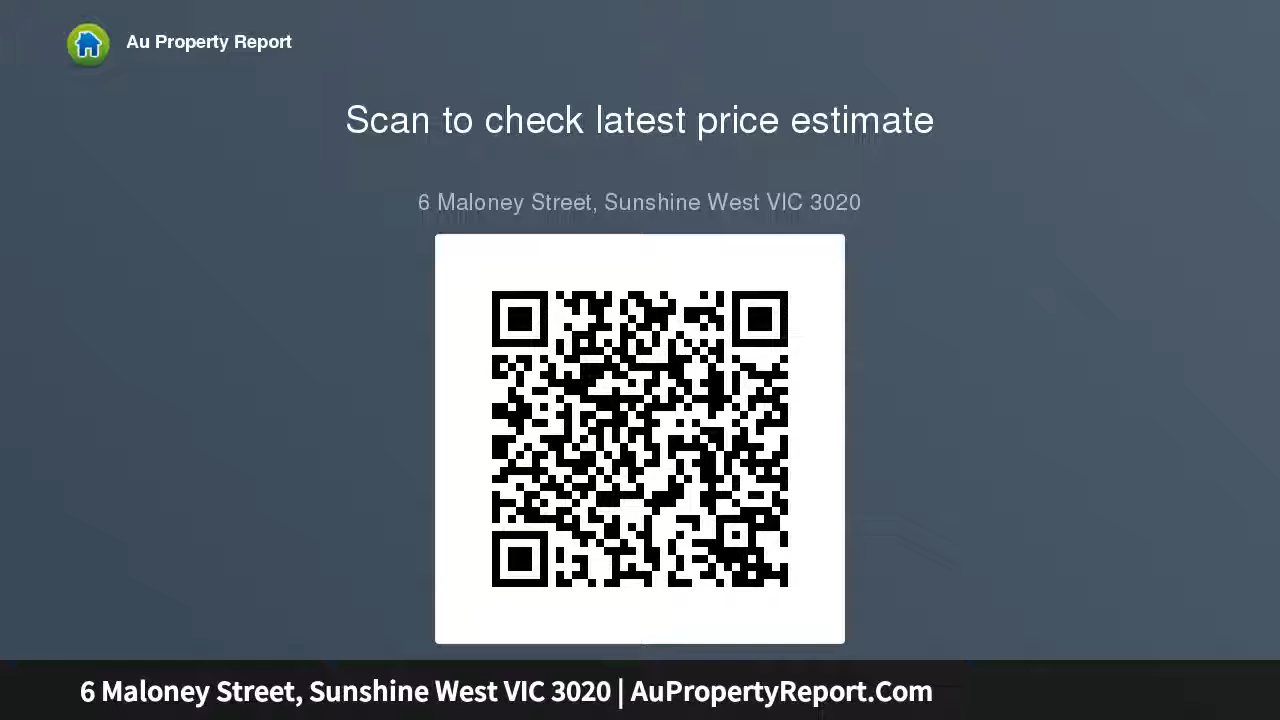 Au Property Report
Scan to check latest price estimate
6 Maloney Street, Sunshine West VIC 3020
6 Maloney Street, Sunshine West VIC 3020 | AuPropertyReport.Com